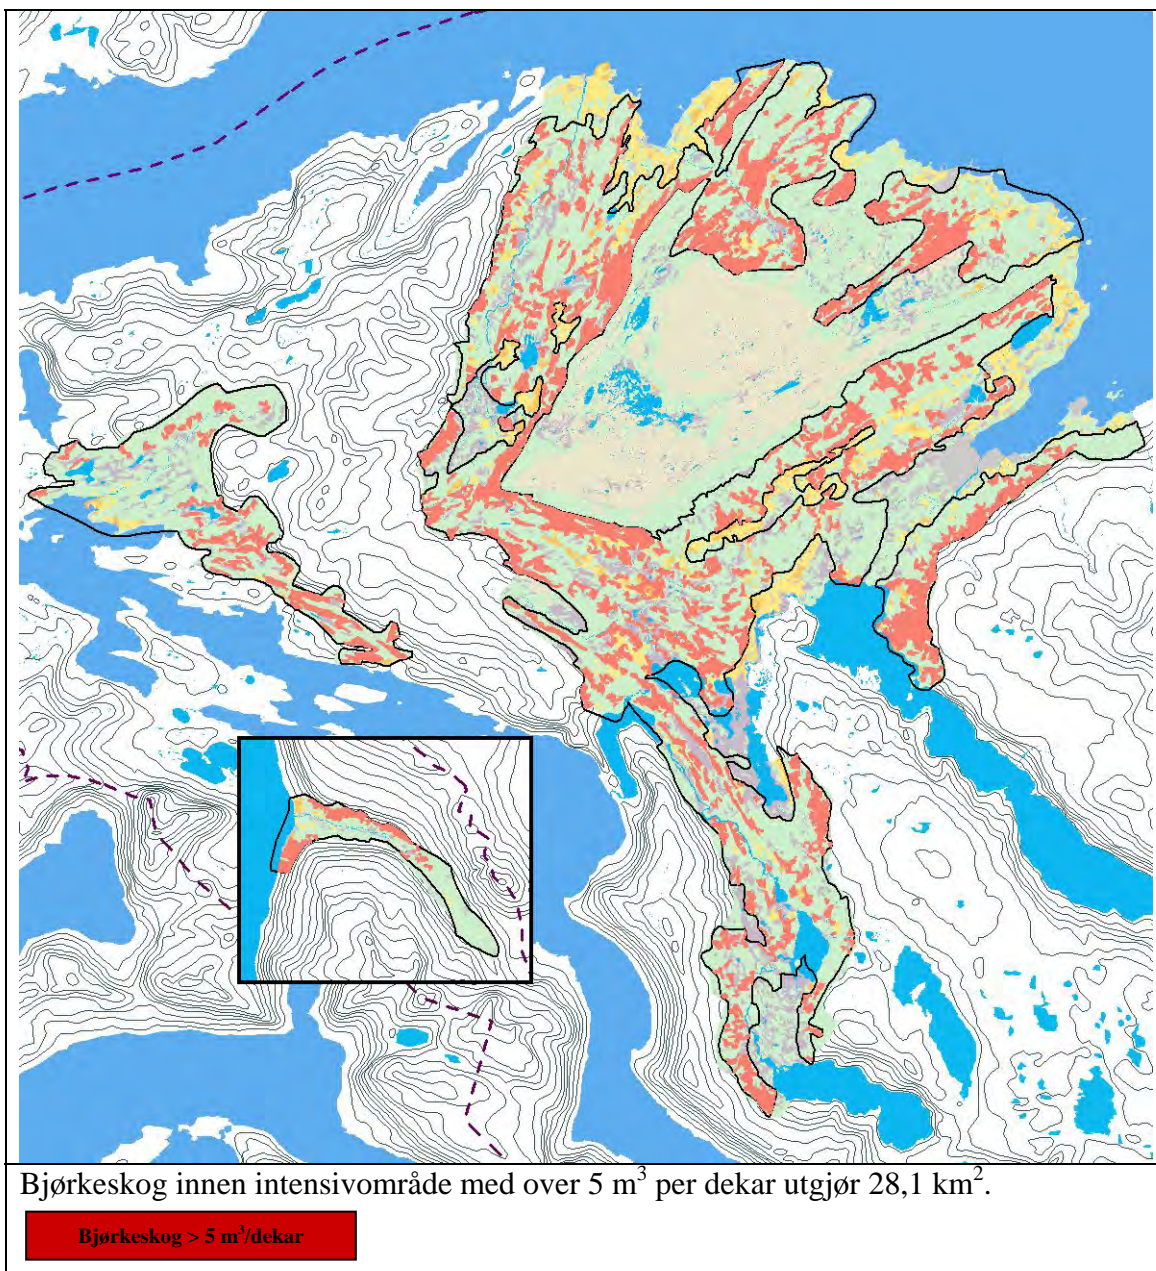 Bjørkeskog innen intensivområde med over 5 m³ per dekar utgjør 28,1 km².
Bjørkeskog > 5 m³/dekar